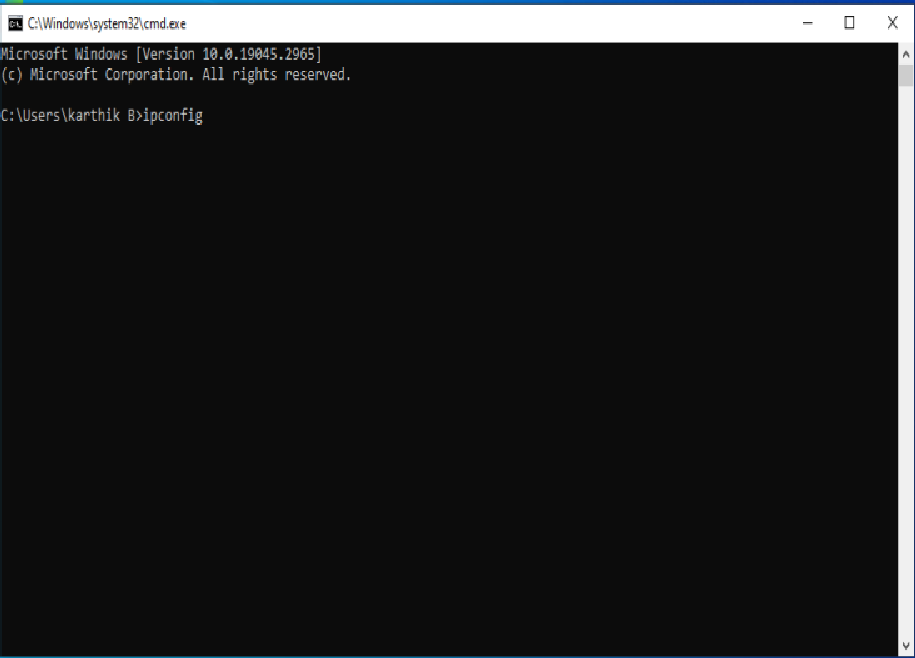 C:\Windows\system32\cmd.exe
Microsoft Windows [Version 10.0.19045.2965]
(c) Microsoft Corporation. All rights reserved.
C:\Users\karthik B>ipconfig